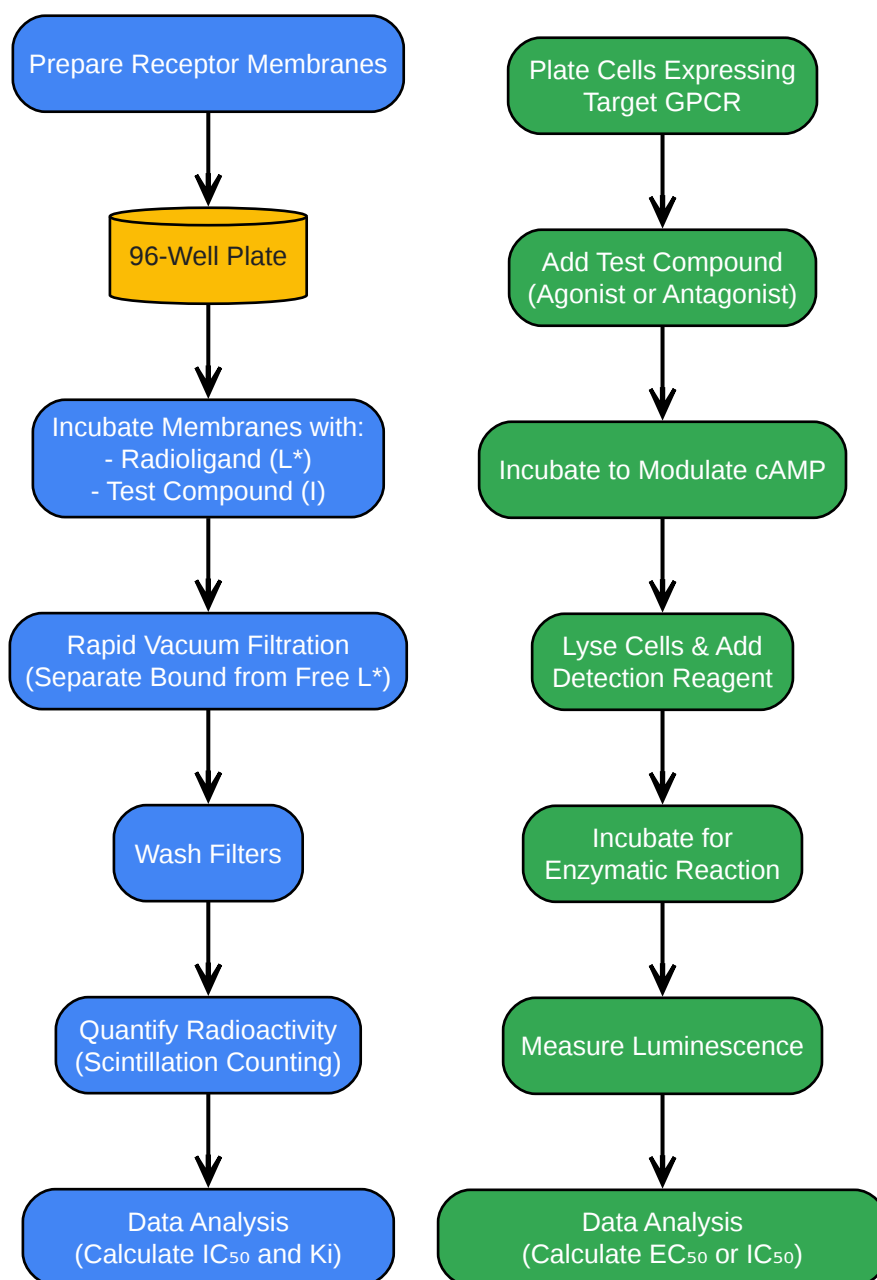 Prepare Receptor Membranes
96-Well Plate
Incubate Membranes with:
- Radioligand (L*)
- Test Compound (I)
Rapid Vacuum Filtration
(Separate Bound from Free L*)
Wash Filters
Quantify Radioactivity
(Scintillation Counting)
Data Analysis
(Calculate IC₅₀ and Ki)
Plate Cells Expressing
Target GPCR
Add Test Compound
(Agonist or Antagonist)
Incubate to Modulate cAMP
Lyse Cells & Add
Detection Reagent
Incubate for
Enzymatic Reaction
Measure Luminescence
Data Analysis
(Calculate EC₅₀ or IC₅₀)